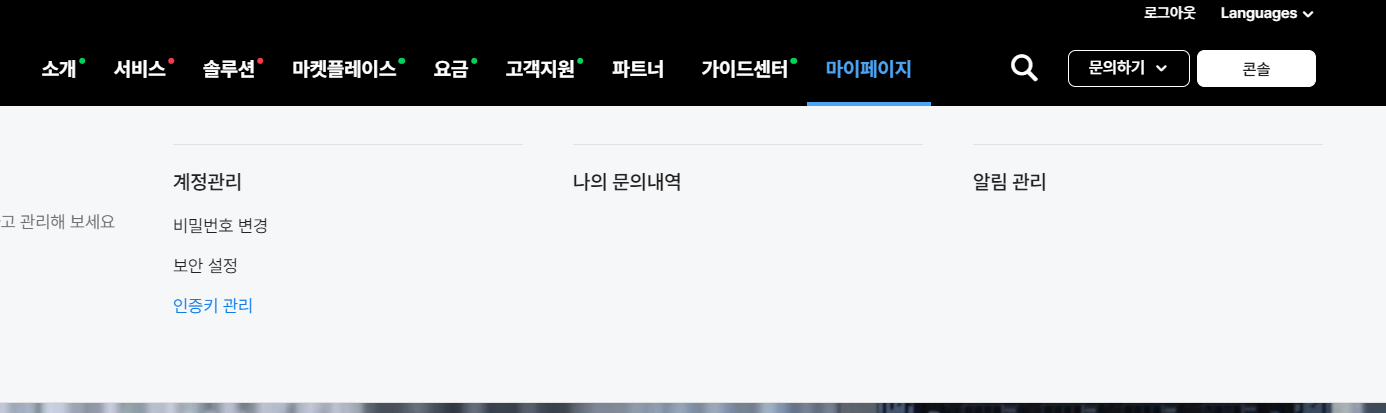 로그아웃 Languages
소개 서비스 솔루션 마켓플레이스 요금 고객지원 파트너 가이드센터 마이페이지 문의하기 콘솔
계정관리 나의 문의내역 알림 관리
고 관리해 보세요 비밀번호 변경
보안 설정
인증키 관리